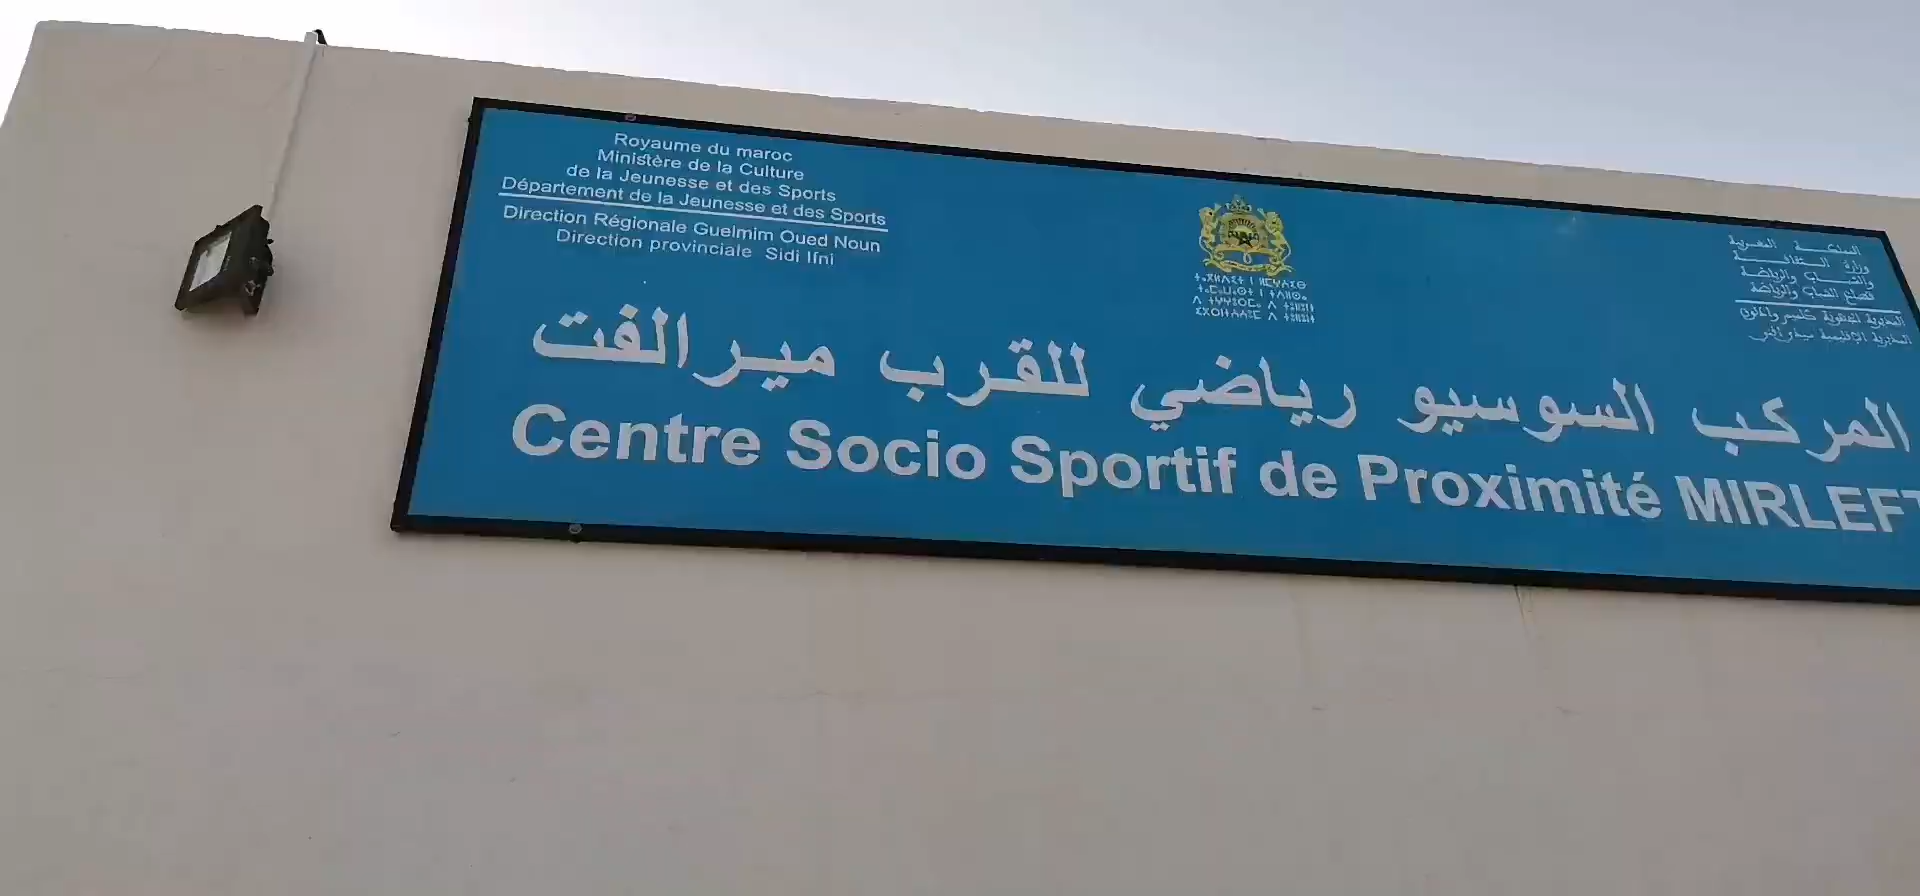 Royaume du maroc
Ministère de la Culture
de la Jeunesse et des Sports
Département de la Jeunesse et des Sports
Direction Régionale Guelmim Oued Noun
Direction provinciale Sidi Ifni
المملكة المغربية
وزارة الثقافة
والشباب والرياضة
قطاع الشباب والرياضة
المديرية الجهوية كلميم واد نون
المديرية الإقليمية سيدي إفني
المركب السوسيو رياضي للقرب ميرالفت
Centre Socio Sportif de Proximité MIRLEFT